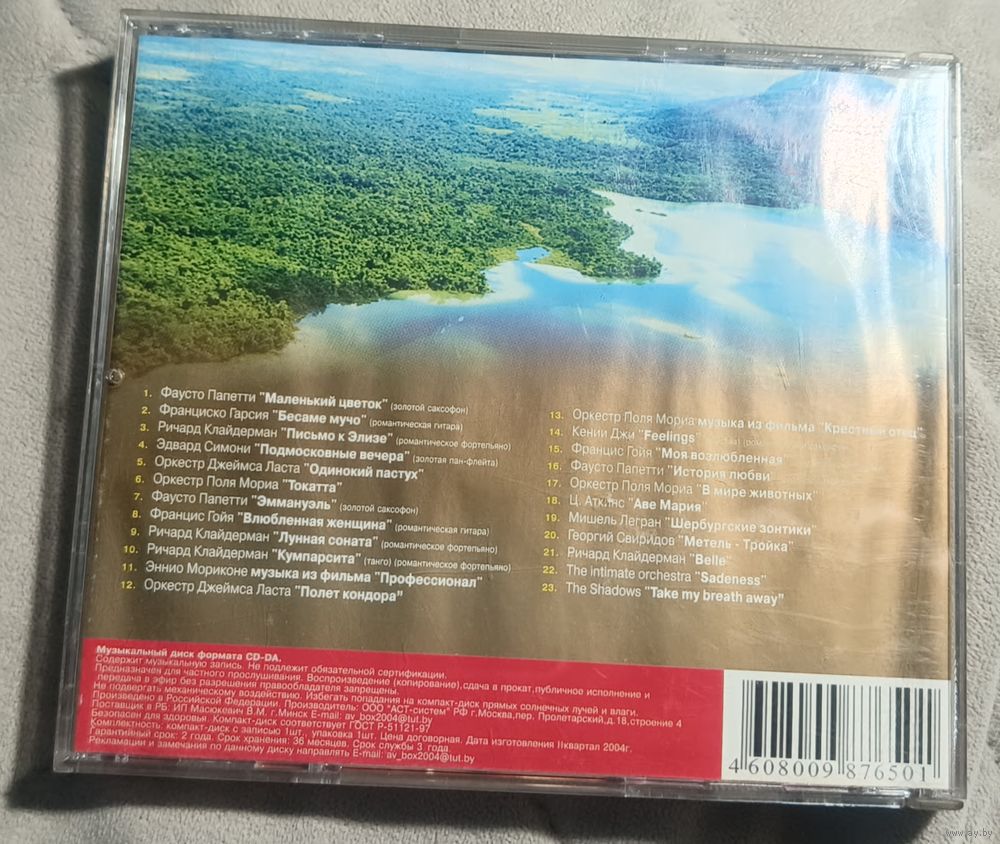 1. Фаусто Папетти "Маленький цветок" (золотой саксофон)
2. Франциско Гарсия "Бесаме мучо" (романтическая гитара)
3. Ричард Клайдерман "Письмо к Элизе" (романтическое фортепьяно)
4. Эдвард Симони "Подмосковные вечера" (золотая пан-флейта)
5. Оркестр Джеймса Ласта "Одинокий пастух"
6. Оркестр Поля Мориа "Токатта"
7. Фаусто Папетти "Эммануэль" (золотой саксофон)
8. Франсис Гойя "Влюбленная женщина" (романтическая гитара)
9. Ричард Клайдерман "Лунная соната" (романтическое фортепьяно)
10. Ричард Клайдерман "Кумпарсита" (танго) (романтическое фортепьяно)
11. Эннио Мориконе музыка из фильма "Профессионал"
12. Оркестр Джеймса Ласта "Полет кондора"
13. Оркестр Поля Мориа музыка из фильма "Крестный отец"
14. Кении Джи "Feelings"
15. Францис Гойя "Моя возлюбленная"
16. Фаусто Папетти "История любви"
17. Оркестр Поля Мориа "В мире животных"
18. Ц. Аткинс "Аве Мария"
19. Мишель Легран "Шербургские зонтики"
20. Георгий Свиридов "Метель - Тройка"
21. Ричард Клайдерман "Belle"
22. The intimate orchestra "Sadeness"
23. The Shadows "Take my breath away"
Музыкальный диск формата CD-DA.
Содержит музыкальную запись. Не подлежит обязательной сертификации.
Предназначен для частного прослушивания. Воспроизведение (копирование),сдача в прокат,публичное исполнение и
передача в эфир без разрешения правообладателя запрещены.
Не подвергать механическому воздействию. Избегать попадания на компакт-диск прямых солнечных лучей и влаги.
Произведено в Российской Федерации. Производитель: ООО "АСТ-систем" РФ г.Москва,пер. Пролетарский,д.18,строение 4
Поставщик в РБ: ИП Масюкевич В.М. г.Минск E-mail: av_box2004@tut.by
Безопасен для здоровья. Компакт-диск соответствует ГОСТ Р-51121-97
Комплектность: компакт-диск с записью 1шт., упаковка 1шт. Цена договорная. Дата изготовления IIквартал 2004г.
Гарантийный срок: 2 года. Срок хранения: 36 месяцев. Срок службы 3 года.
Рекламации и замечания по данному диску направлять E-mail: av_box2004@tut.by
4 608009 876501
www.ay.by